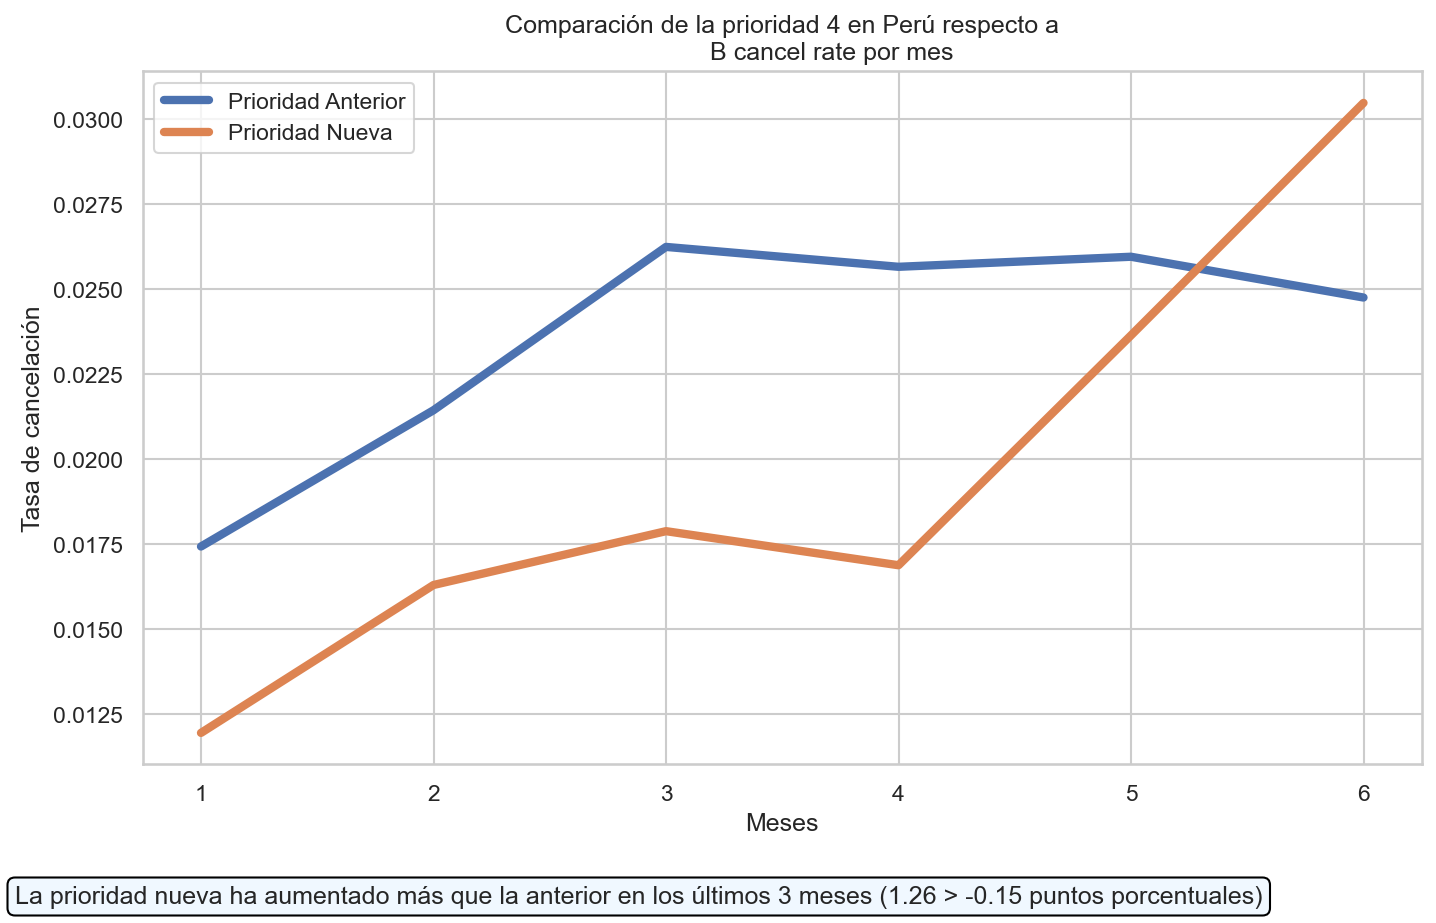 Comparación de la prioridad 4 en Perú respecto a
B cancel rate por mes
Prioridad Anterior
Prioridad Nueva
Tasa de cancelación
0.0300
0.0275
0.0250
0.0225
0.0200
0.0175
0.0150
0.0125
1 2 3 4 5 6
Meses
La prioridad nueva ha aumentado más que la anterior en los últimos 3 meses (1.26 > -0.15 puntos porcentuales)